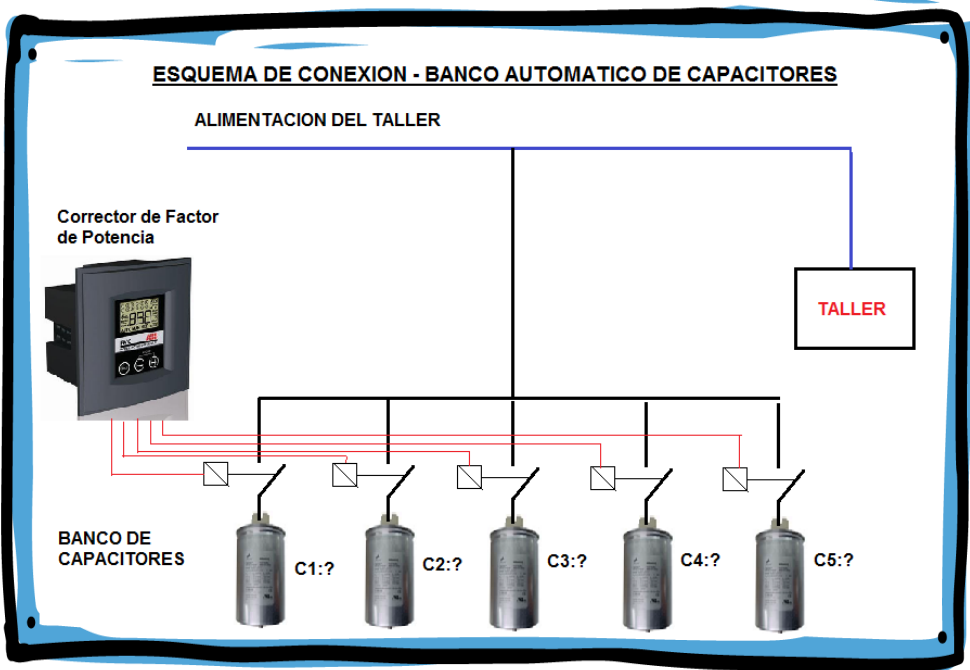 ESQUEMA DE CONEXION - BANCO AUTOMATICO DE CAPACITORES
ALIMENTACION DEL TALLER
Corrector de Factor
de Potencia
TALLER
BANCO DE
CAPACITORES
C1:?
C2:?
C3:?
C4:?
C5:?